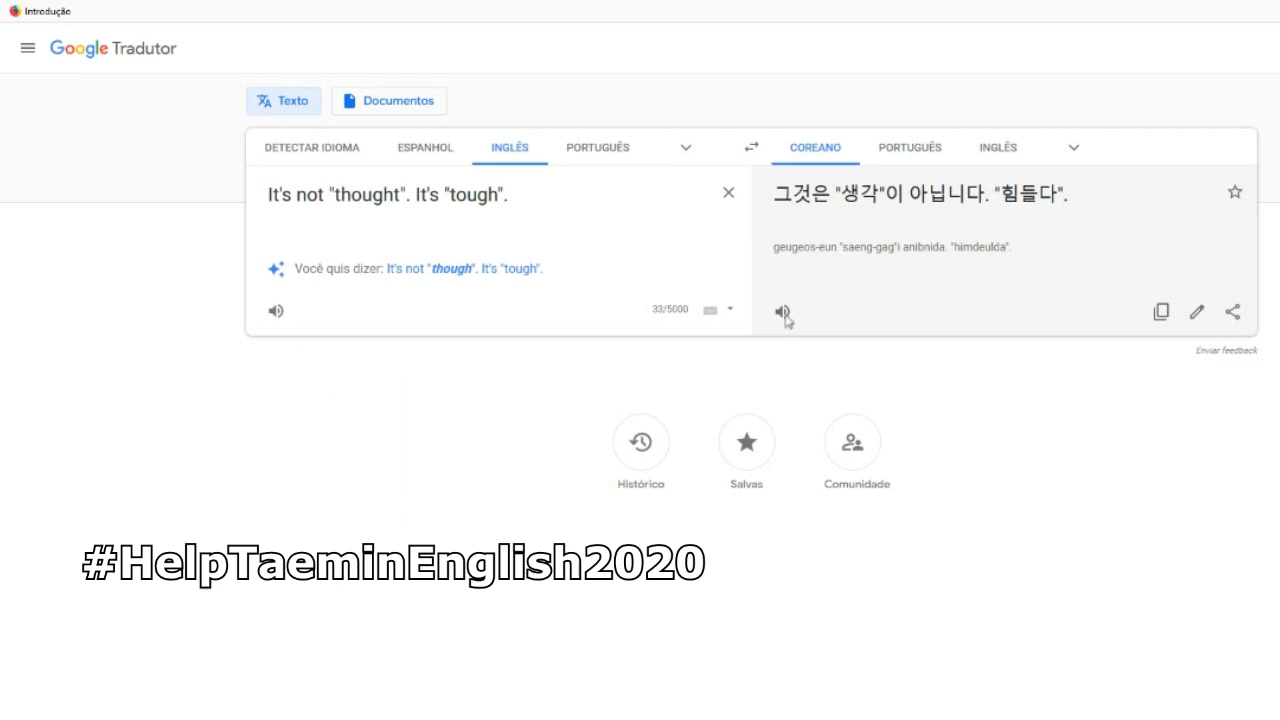 Introdução
Google Tradutor
Texto Documentos
DETECTAR IDIOMA ESPANHOL INGLÊS PORTUGUÊS COREANO PORTUGUÊS INGLÊS
It's not "thought". It's "tough".
그것은 "생각"이 아닙니다. "힘들다".
geugeos-eun "saeng-gag"i anibnida. "himdeulda".
Você quis dizer: It's not "though". It's "tough".
33/5000
Enviar feedback
Histórico Salvas Comunidade
#HelpTaeminEnglish2020